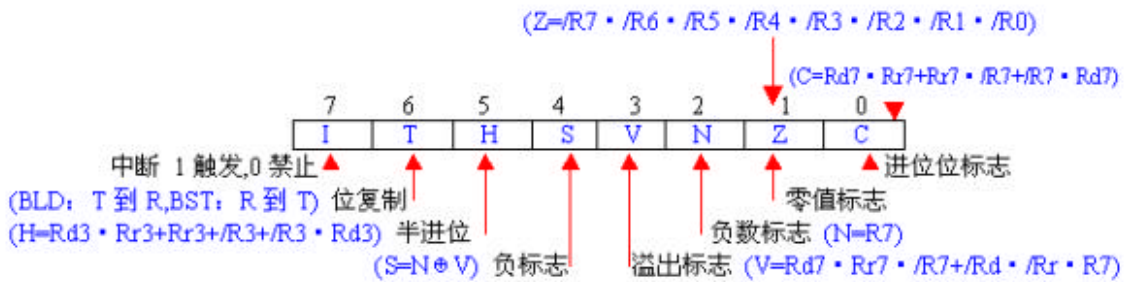 (Z=/R7·/R6·/R5·/R4·/R3·/R2·/R1·/R0)
(C=Rd7·Rr7+Rr7·/R7+/R7·Rd7)
7 6 5 4 3 2 1 0
I T H S V N Z C
中断 1 触发,0 禁止 进位位标志
(BLD: T 到 R,BST: R 到 T) 位复制 零值标志
(H=Rd3·Rr3+Rr3+/R3+/R3·Rd3) 半进位 负数标志 (N=R7)
(S=N⊕V) 负标志 溢出标志 (V=Rd7·Rr7·/R7+/Rd·/Rr·R7)